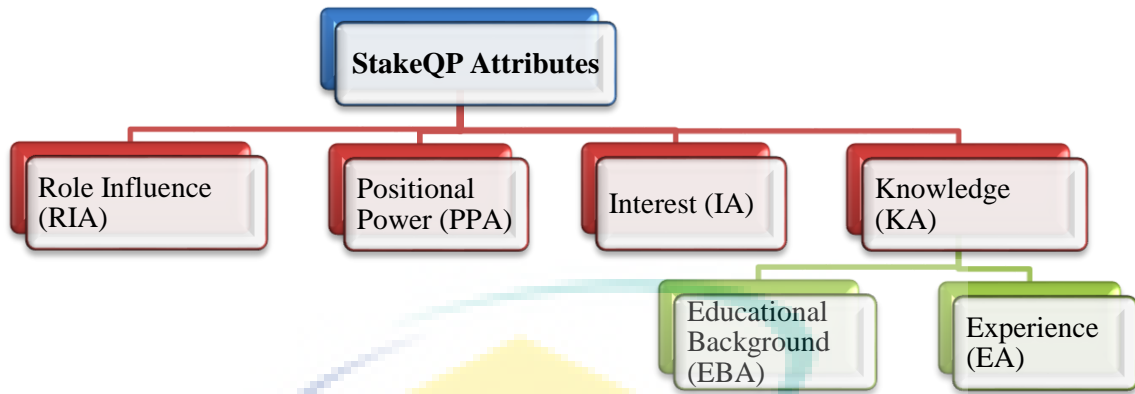 StakeQP Attributes
Role Influence
(RIA)
Positional
Power (PPA)
Interest (IA)
Knowledge
(KA)
Educational
Background
(EBA)
Experience
(EA)